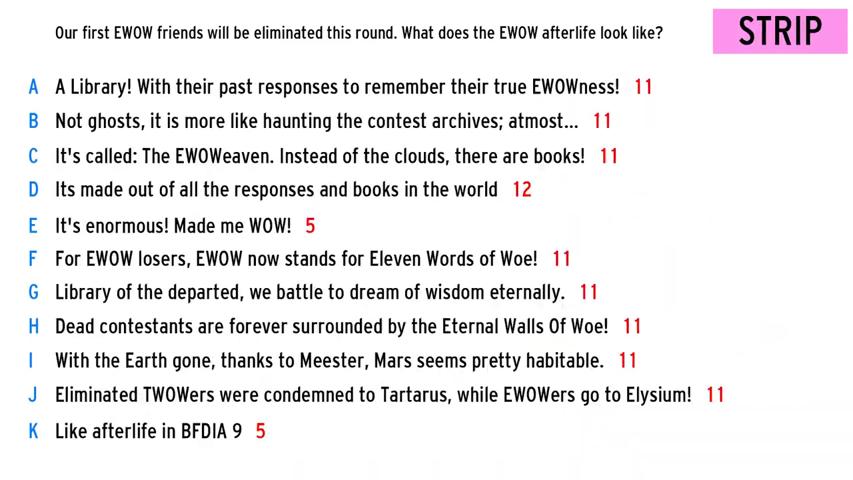 Our first EWOW friends will be eliminated this round. What does the EWOW afterlife look like?
STRIP
A A Library! With their past responses to remember their true EWOWness! 11
B Not ghosts, it is more like haunting the contest archives; atmost... 11
C It's called: The EWOWeaven. Instead of the clouds, there are books! 11
D Its made out of all the responses and books in the world 12
E It's enormous! Made me WOW! 5
F For EWOW losers, EWOW now stands for Eleven Words of Woe! 11
G Library of the departed, we battle to dream of wisdom eternally. 11
H Dead contestants are forever surrounded by the Eternal Walls Of Woe! 11
I With the Earth gone, thanks to Meester, Mars seems pretty habitable. 11
J Eliminated TWOWers were condemned to Tartarus, while EWOWers go to Elysium! 11
K Like afterlife in BFDIA 9 5